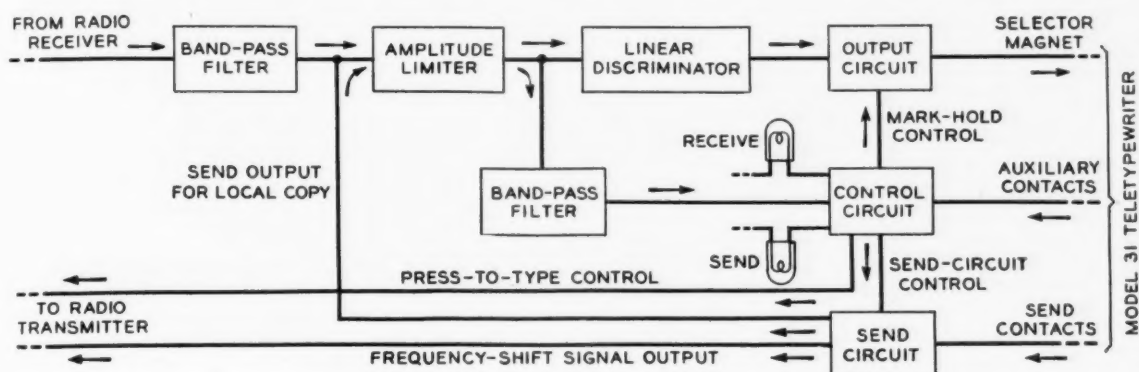 FROM RADIO
RECEIVER
BAND-PASS
FILTER
AMPLITUDE
LIMITER
LINEAR
DISCRIMINATOR
OUTPUT
CIRCUIT
SELECTOR
MAGNET
MARK-HOLD
CONTROL
RECEIVE
SEND OUTPUT
FOR LOCAL COPY
BAND-PASS
FILTER
CONTROL
CIRCUIT
AUXILIARY
CONTACTS
SEND
PRESS-TO-TYPE CONTROL
SEND-CIRCUIT
CONTROL
TO RADIO
TRANSMITTER
SEND
CIRCUIT
SEND
CONTACTS
FREQUENCY-SHIFT SIGNAL OUTPUT
MODEL 31 TELETYPEWRITER